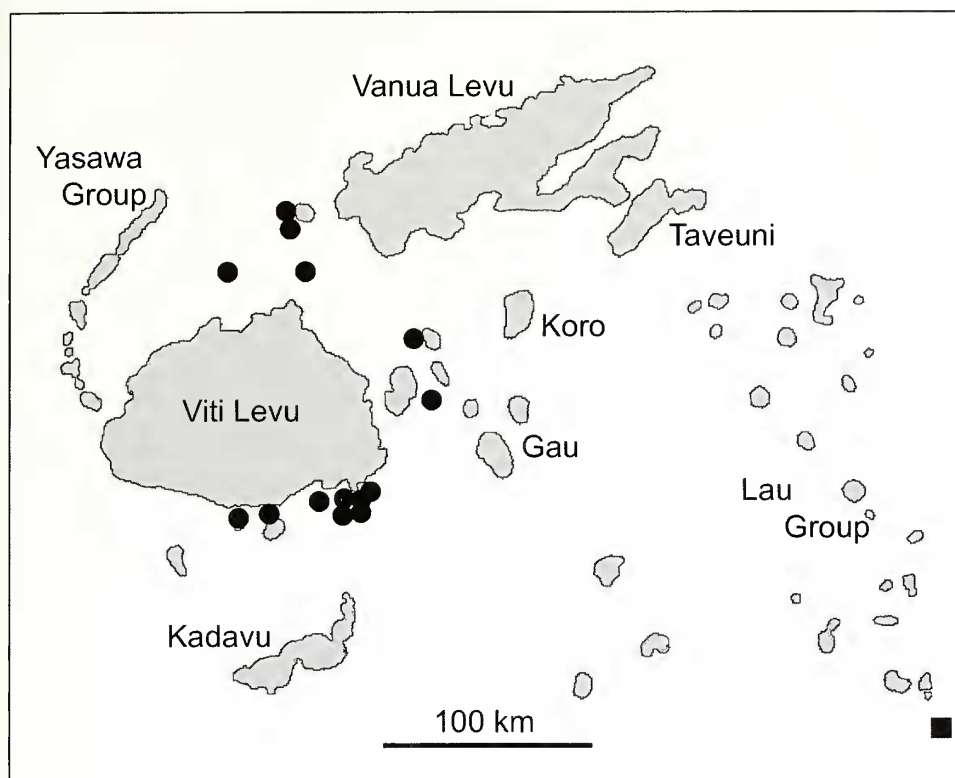 Vanua Levu
Yasawa
Group
Taveuni
Koro
Viti Levu
Gau
Lau
Group
Kadavu
100 km